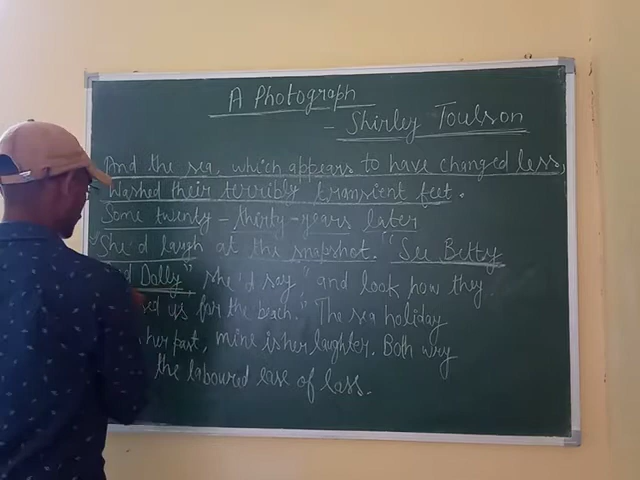 A Photograph
- Shirley Toulson
And the sea, which appears to have changed less,
washed their terribly transient feet.
Some twenty - thirty - years later
"She'd laugh at the snapshot. "See Betty
Dolly" she'd say" and look how they
us for the beach." The sea holiday
her part, mine is her laughter. Both wry
the laboured ease of lass.